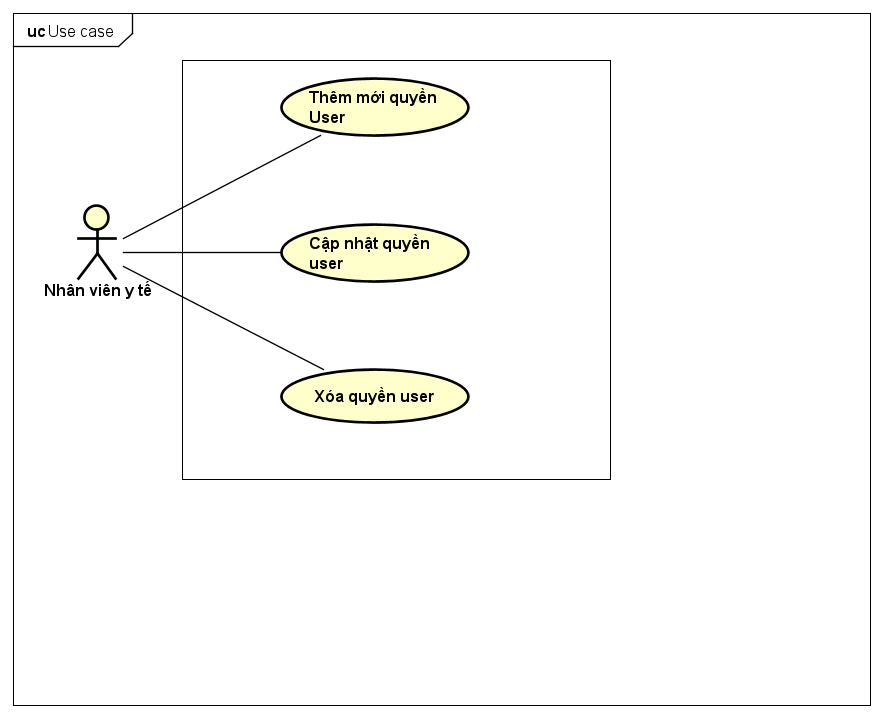 uc Use case
Thêm mới quyền
User
Cập nhật quyền
user
Nhân viên y tế
Xóa quyền user